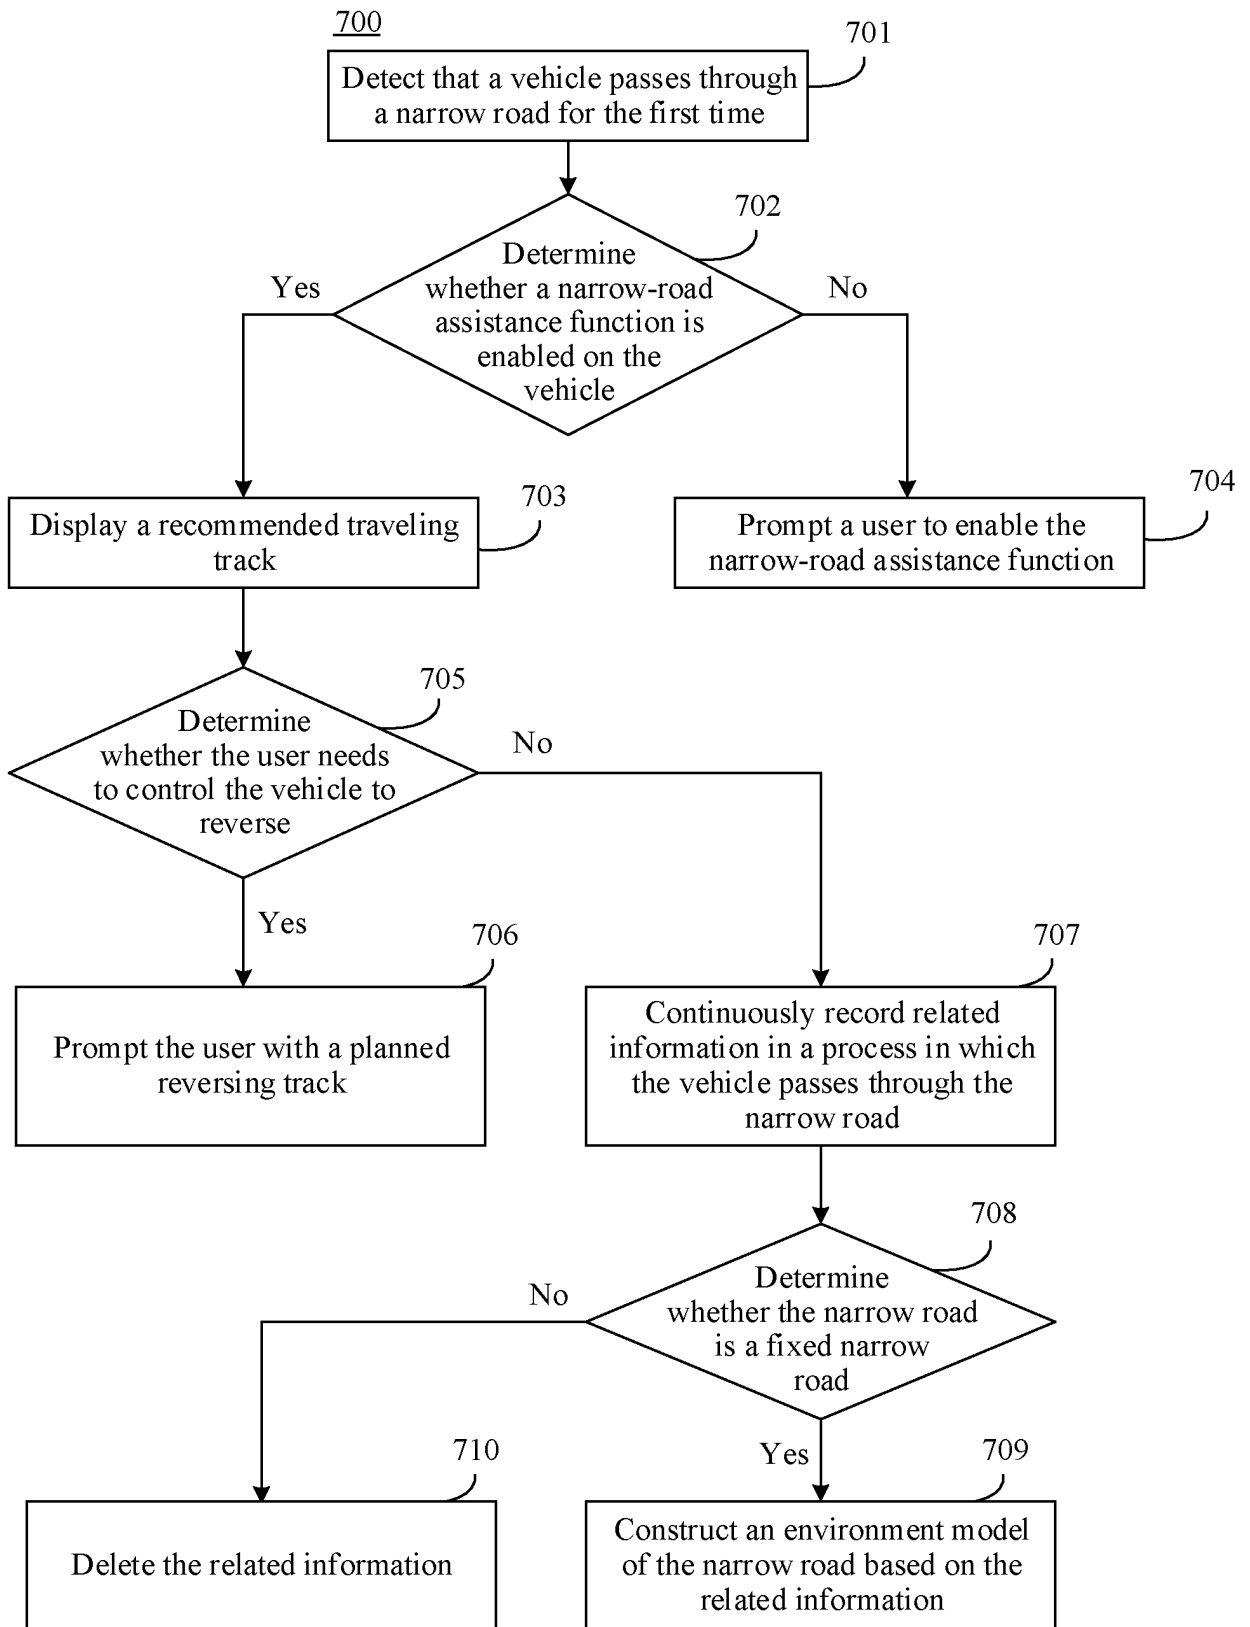 700
701
Detect that a vehicle passes through
a narrow road for the first time
702
Determine
whether a narrow-road
assistance function is
enabled on the
vehicle
Yes
No
703
Display a recommended traveling
track
704
Prompt a user to enable the
narrow-road assistance function
705
Determine
whether the user needs
to control the vehicle to
reverse
No
Yes
706
Prompt the user with a planned
reversing track
707
Continuously record related
information in a process in which
the vehicle passes through the
narrow road
708
Determine
whether the narrow road
is a fixed narrow
road
No
Yes
710
Delete the related information
709
Construct an environment model
of the narrow road based on the
related information